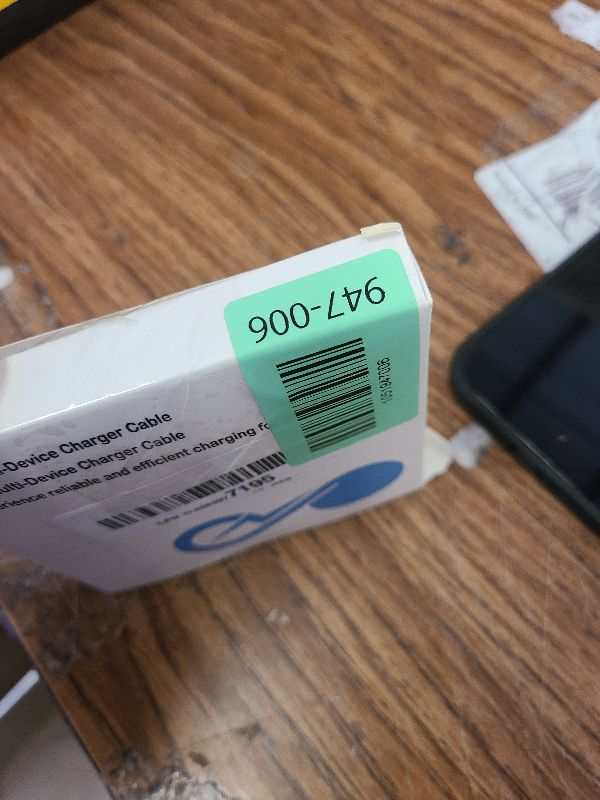 947-006
-Device Charger Cable
ulti-Device Charger Cable
erience reliable and efficient charging fo
7195